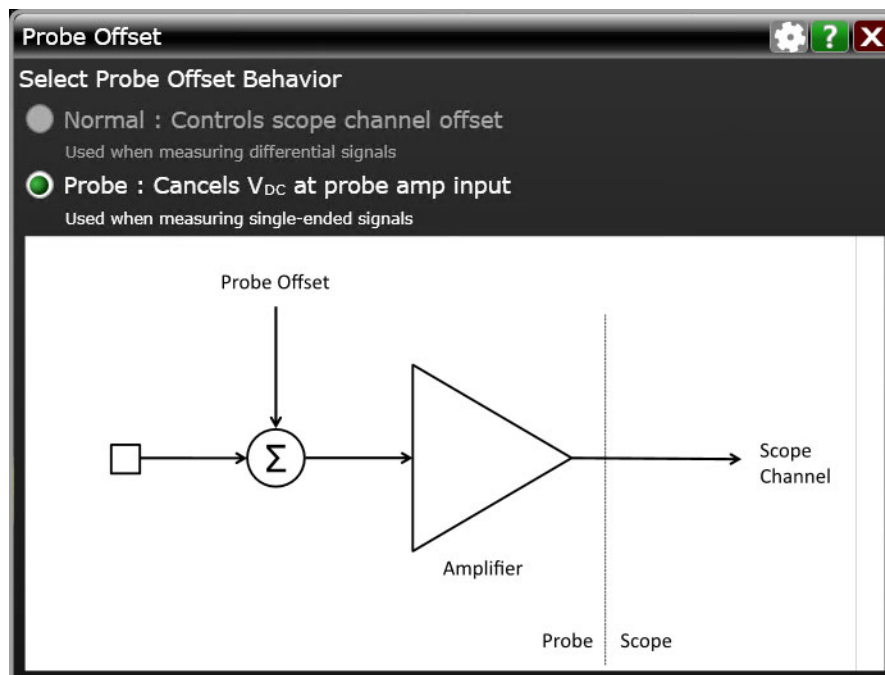 Probe Offset
?
X
Select Probe Offset Behavior
Normal : Controls scope channel offset
Used when measuring differential signals
Probe : Cancels VDC at probe amp input
Used when measuring single-ended signals
Probe Offset
Σ
Scope
Channel
Amplifier
Probe
Scope